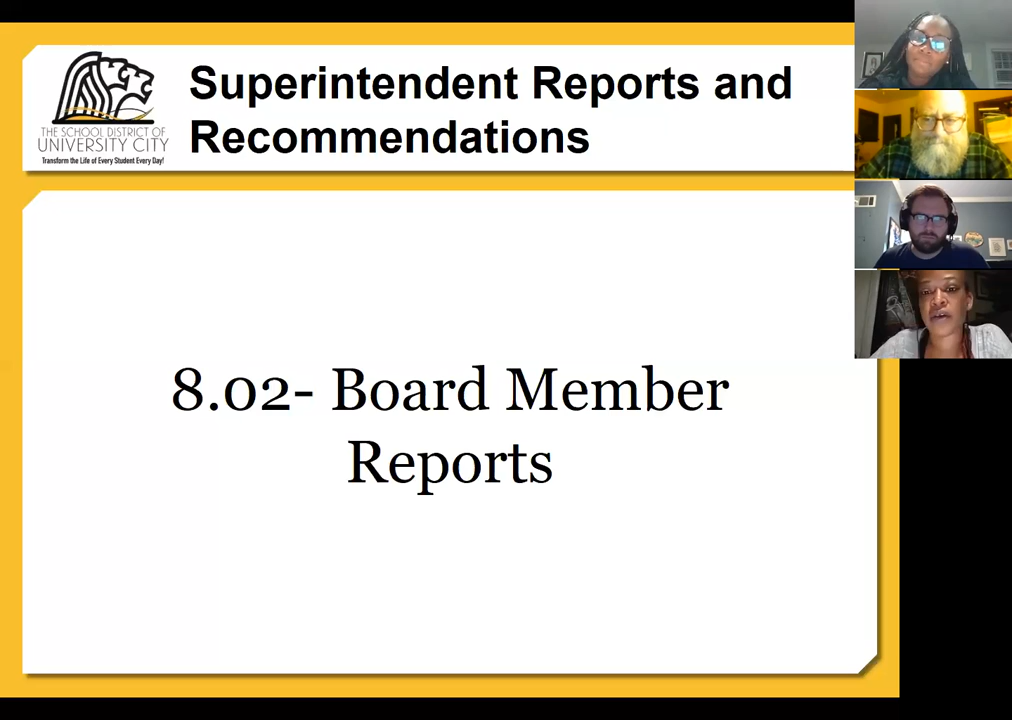 Superintendent Reports and
Recommendations
THE SCHOOL DISTRICT OF
UNIVERSITY CITY
Transform the Life of Every Student Every Day!
8.02- Board Member
Reports